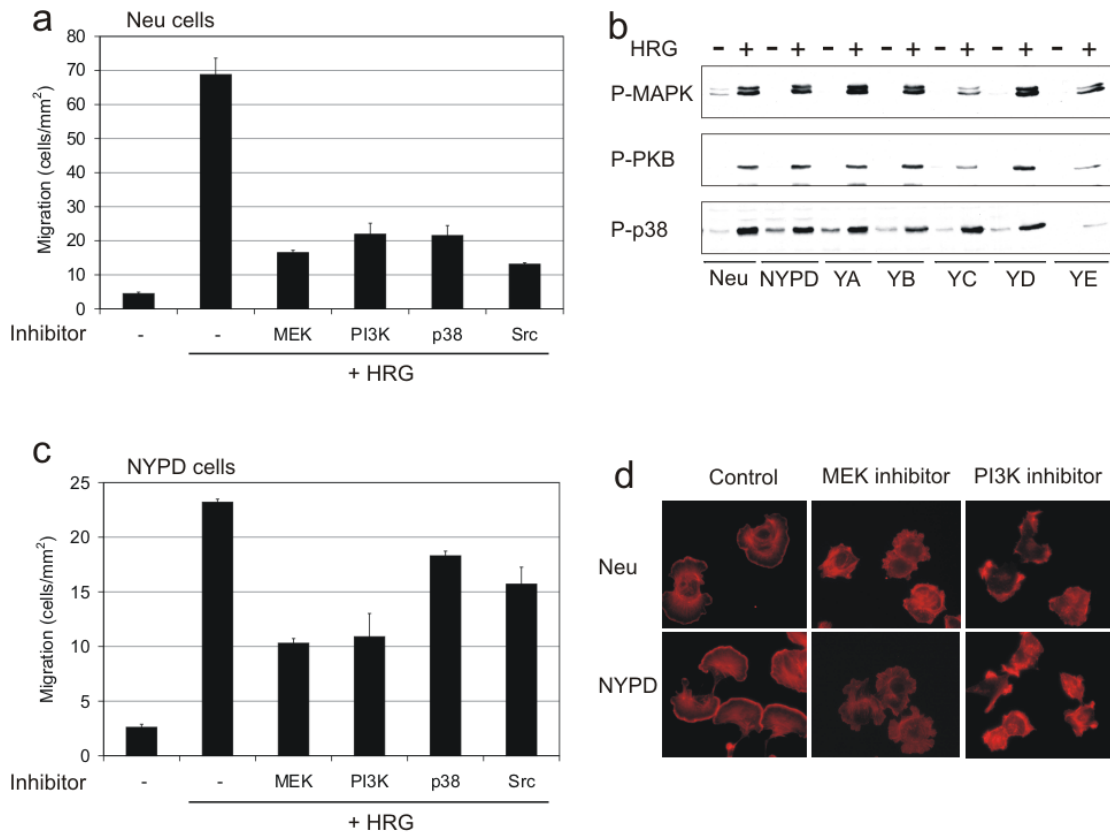 a
Neu cells
Migration (cells/mm²)
80
70
60
50
40
30
20
10
0
Inhibitor - - MEK PI3K p38 Src
+ HRG
b
HRG - + - + - + - + - + - + - +
P-MAPK
P-PKB
P-p38
Neu NYPD YA YB YC YD YE
c
NYPD cells
Migration (cells/mm²)
25
20
15
10
5
0
Inhibitor - - MEK PI3K p38 Src
+ HRG
d
Control MEK inhibitor PI3K inhibitor
Neu
NYPD